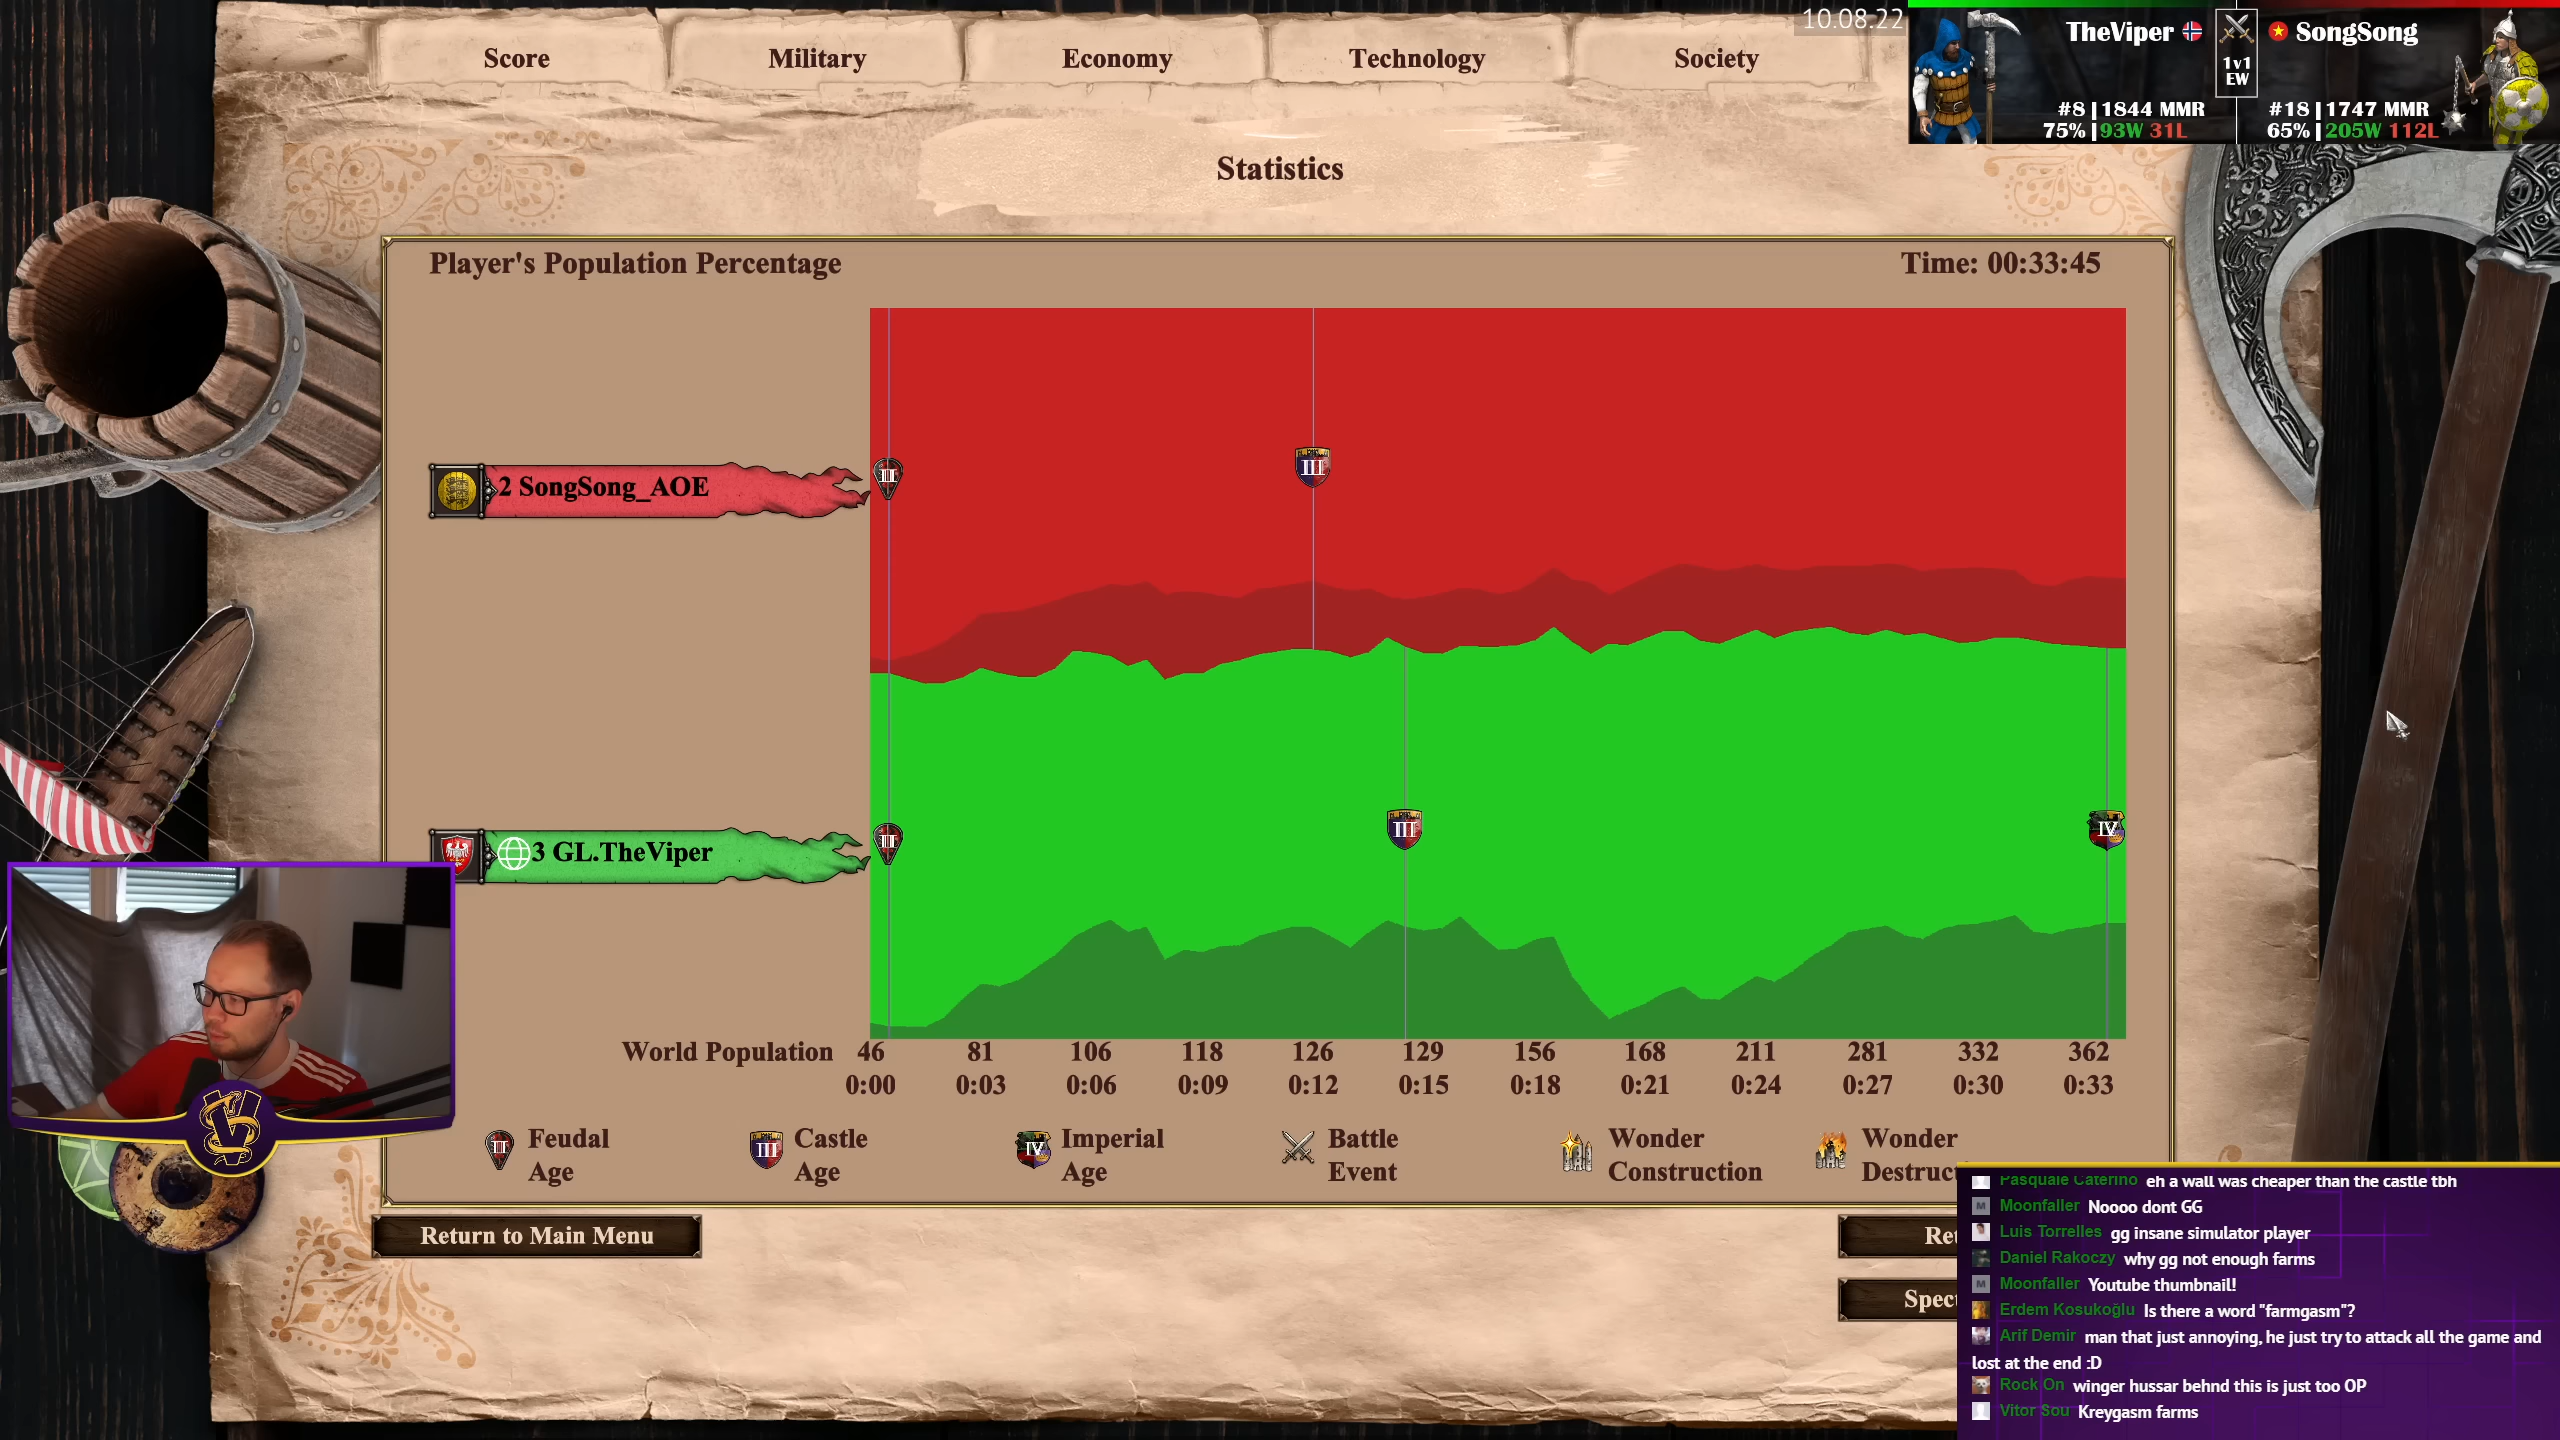 Score
Military
Economy
Technology
Society
10.08.22
TheViper
SongSong
1v1
EW
#8 | 1844 MMR
75% | 93W 31L
#18 | 1747 MMR
65% | 205W 112L
Statistics
Player's Population Percentage
Time: 00:33:45
2 SongSong_AOE
3 GL.TheViper
World Population 46 81 106 118 126 129 156 168 211 281 332 362
0:00 0:03 0:06 0:09 0:12 0:15 0:18 0:21 0:24 0:27 0:30 0:33
Feudal
Age
Castle
Age
Imperial
Age
Battle
Event
Wonder
Construction
Wonder
Return to Main Menu
Pasquale Caterino eh a wall was cheaper than the castle tbh
Moonfaller Noooo dont GG
Luis Torrelles gg insane simulator player
Daniel Rakoczy why gg not enough farms
Moonfaller Youtube thumbnail!
Erdem Kosukoğlu Is there a word "farmgasm"?
Arif Demir man that just annoying, he just try to attack all the game and
lost at the end :D
Rock On winger hussar behnd this is just too OP
Vitor Sou Kreygasm farms